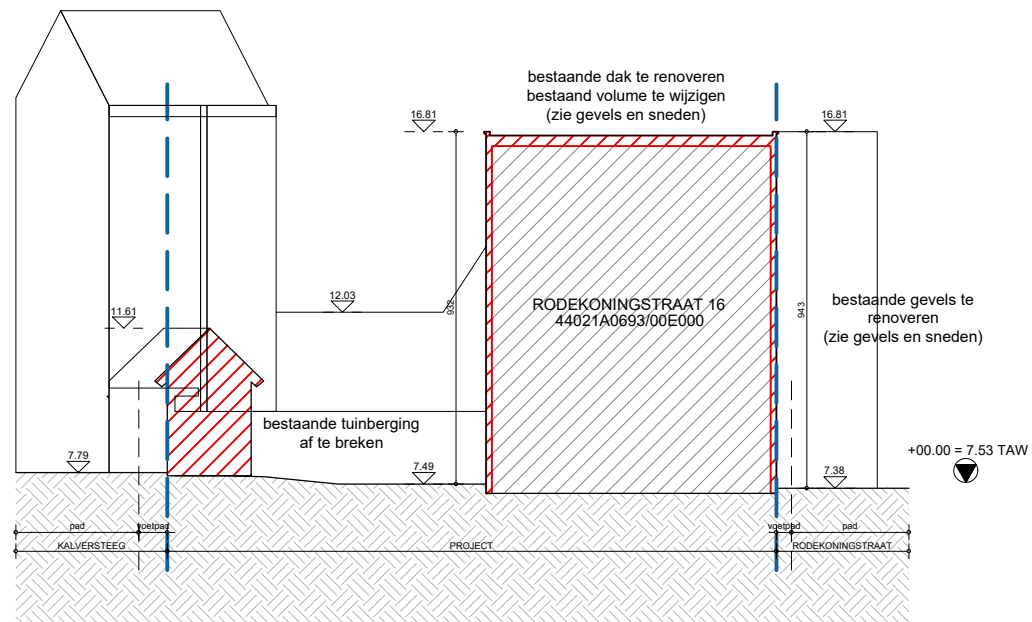 bestaande dak te renoveren
bestaand volume te wijzigen
(zie gevels en sneden)
16.81
16.81
12.03
11.61
932
943
RODEKONINGSTRAAT 16
44021A0693/00E000
bestaande gevels te
renoveren
(zie gevels en sneden)
bestaande tuinberging
af te breken
7.79
7.49
7.38
+00.00 = 7.53 TAW
pad
voetpad
voetpad
pad
KALVERSTEEG
PROJECT
RODEKONINGSTRAAT